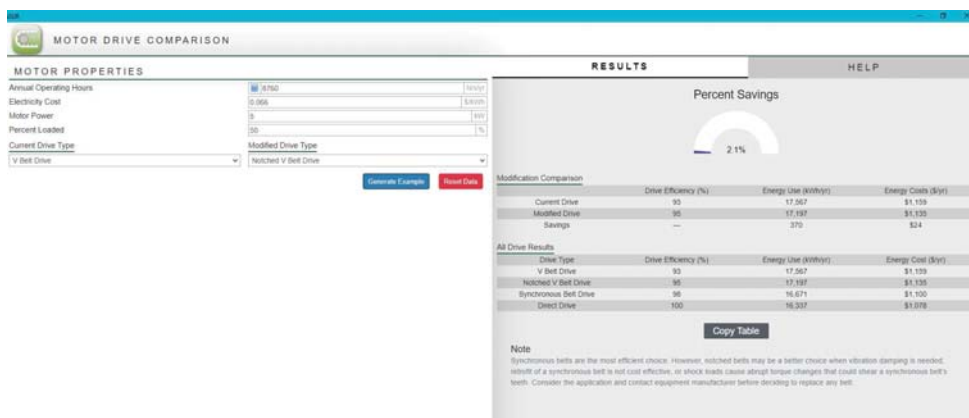 MOTOR DRIVE COMPARISON
MOTOR PROPERTIES
Annual Operating Hours 8760 hrs/yr
Electricity Cost 0.066 $/kWh
Motor Power kW
Percent Loaded 50 %
Current Drive Type Modified Drive Type
V Belt Drive Notched V Belt Drive
Generate Example Reset Data
RESULTS HELP
Percent Savings
2.1%
Modification Comparison
Drive Efficiency (%) Energy Use (kWh/yr) Energy Costs ($/yr)
Current Drive 93 17,567 $1,159
Modified Drive 95 17,197 $1,135
Savings — 370 $24
All Drive Results
Drive Type Drive Efficiency (%) Energy Use (kWh/yr) Energy Cost ($/yr)
V Belt Drive 93 17,567 $1,159
Notched V Belt Drive 95 17,197 $1,135
Synchronous Belt Drive 98 16,671 $1,100
Direct Drive 100 16,337 $1,078
Copy Table
Note
Synchronous belts are the most efficient choice. However, notched belts may be a better choice when vibration damping is needed,
retrofit of a synchronous belt is not cost effective, or shock loads cause abrupt torque changes that could shear a synchronous belt's
teeth. Consider the application and contact equipment manufacturer before deciding to replace any belt.